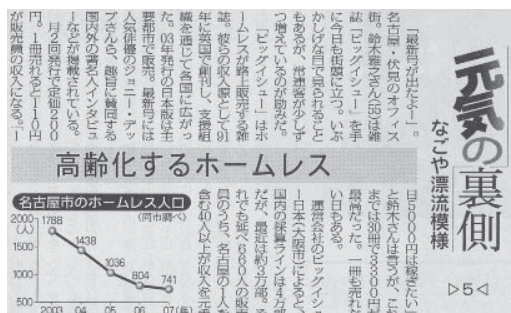 元気の裏側
なごや漂流模様
▷5◁
「最新号が出たよー」。
名古屋・伏見のオフィス
街。鈴木雅之さん()は雑
誌「ビッグイシュー」を手
に今日も街頭に立つ。いぶ
かしげな目で見られること
もあるが、常連客が少しず
つ増えているのが励みだ。
「ビッグイシュー」はホ
ームレスが路上販売する雑
誌。彼らの収入源として91
年に英国で創刊し、支援組
織を通じて各国に広がっ
た。03年発行の日本版は主
要都市で販売。最新号には
人気俳優のジョニー・デッ
プさんら、趣旨に賛同する
国内外の著名人インタビュ
ーなどが掲載されている。
月2回発行で定価200
円。1冊売れると110円
が販売員の収入になる。「1
高齢化するホームレス
日5000円は稼ぎたい」
と鈴木さんは言うが、これ
までは30冊で3300円が
最高だった。一冊も売れな
い日もある。
運営会社のビッグイシュ
ー日本(大阪市)によると、
国内の採算ラインは4万部
だが、最近は約3万部。そ
れでも延べ660人の販売
員のうち、名古屋の1人を
含む40人以上が収入を元手
名古屋市のホームレス人口
(同市調べ)
2000
(人)
1500
1000
500
1788
1438
1036
804
741
2003 04 05 06 07(年)